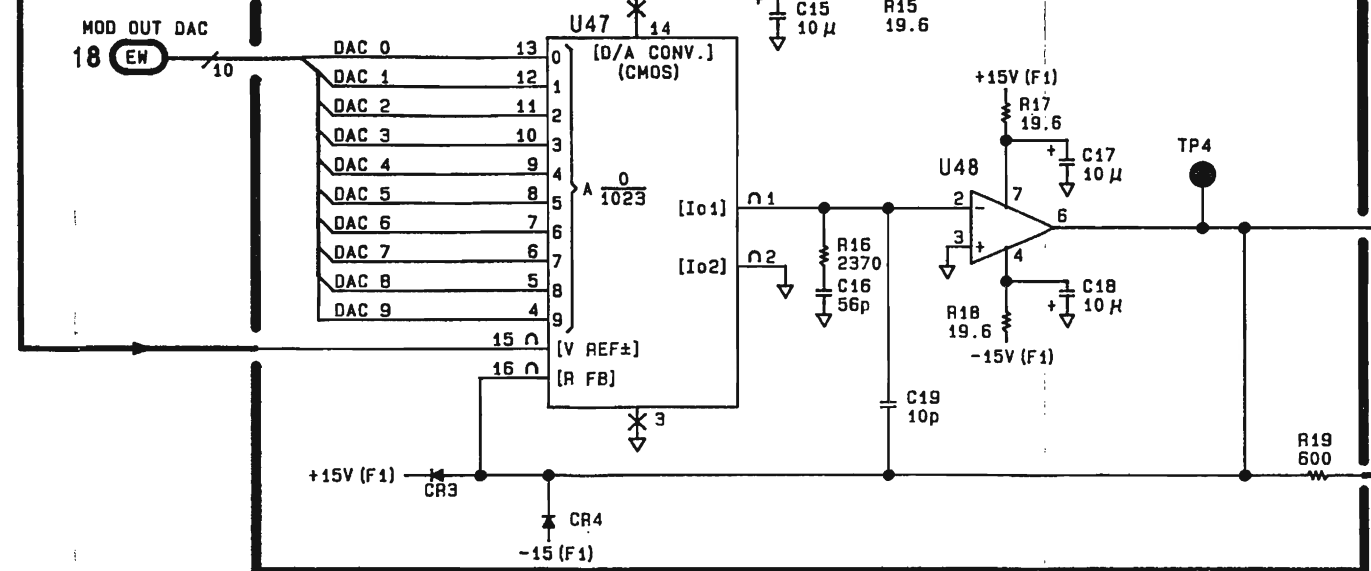 C15
10µ
R15
19.6
MOD OUT DAC
18 EW
10
U47
14
[D/A CONV.]
(CMOS)
DAC 0 13 0
DAC 1 12 1
DAC 2 11 2
DAC 3 10 3
DAC 4 9 4
DAC 5 8 5
DAC 6 7 6
DAC 7 6 7
DAC 8 5 8
DAC 9 4 9
A 0
1023
15 ∩ [V REF±]
16 ∩ [R FB]
[Io1] ∩ 1
[Io2] ∩ 2
3
R16
2370
C16
56p
+15V (F1)
R17
19.6
+ C17
10µ
U48
2 -
3 +
7
6
4
+ C18
10µ
R18
19.6
-15V (F1)
TP4
C19
10p
R19
600
+15V (F1)
CR3
CR4
-15 (F1)